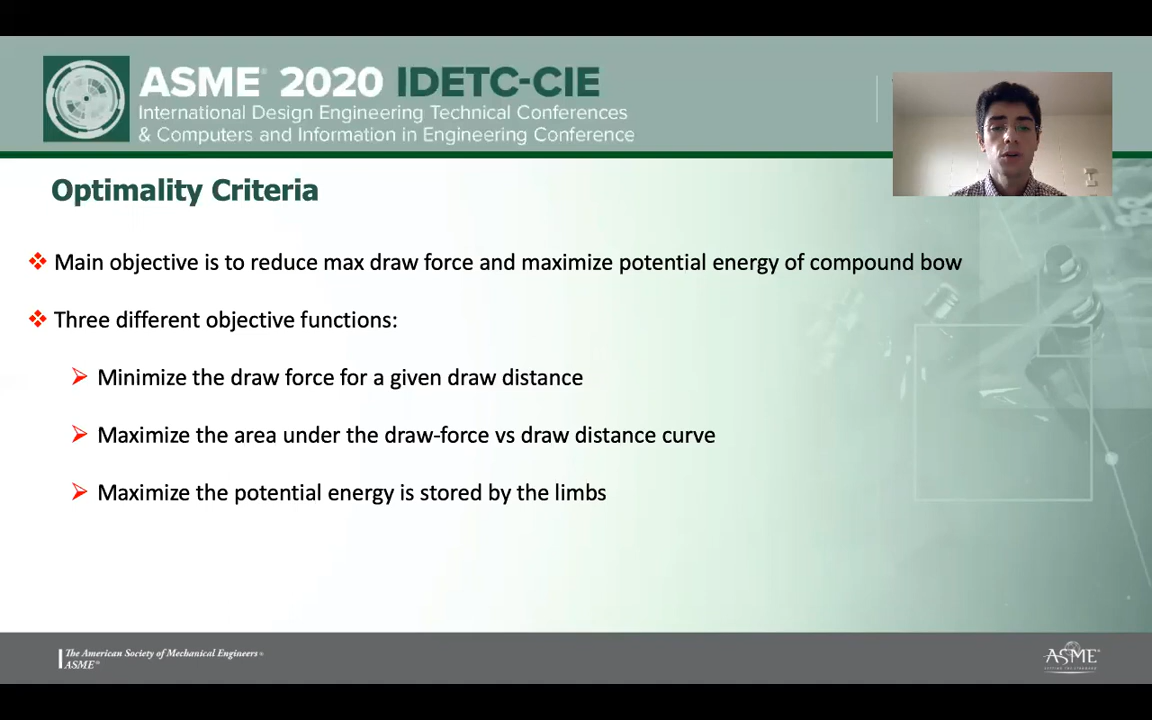 ASME® 2020 IDETC-CIE
International Design Engineering Technical Conferences
& Computers and Information in Engineering Conference
Optimality Criteria
Main objective is to reduce max draw force and maximize potential energy of compound bow
Three different objective functions:
Minimize the draw force for a given draw distance
Maximize the area under the draw-force vs draw distance curve
Maximize the potential energy is stored by the limbs
The American Society of Mechanical Engineers®
ASME®
ASME®